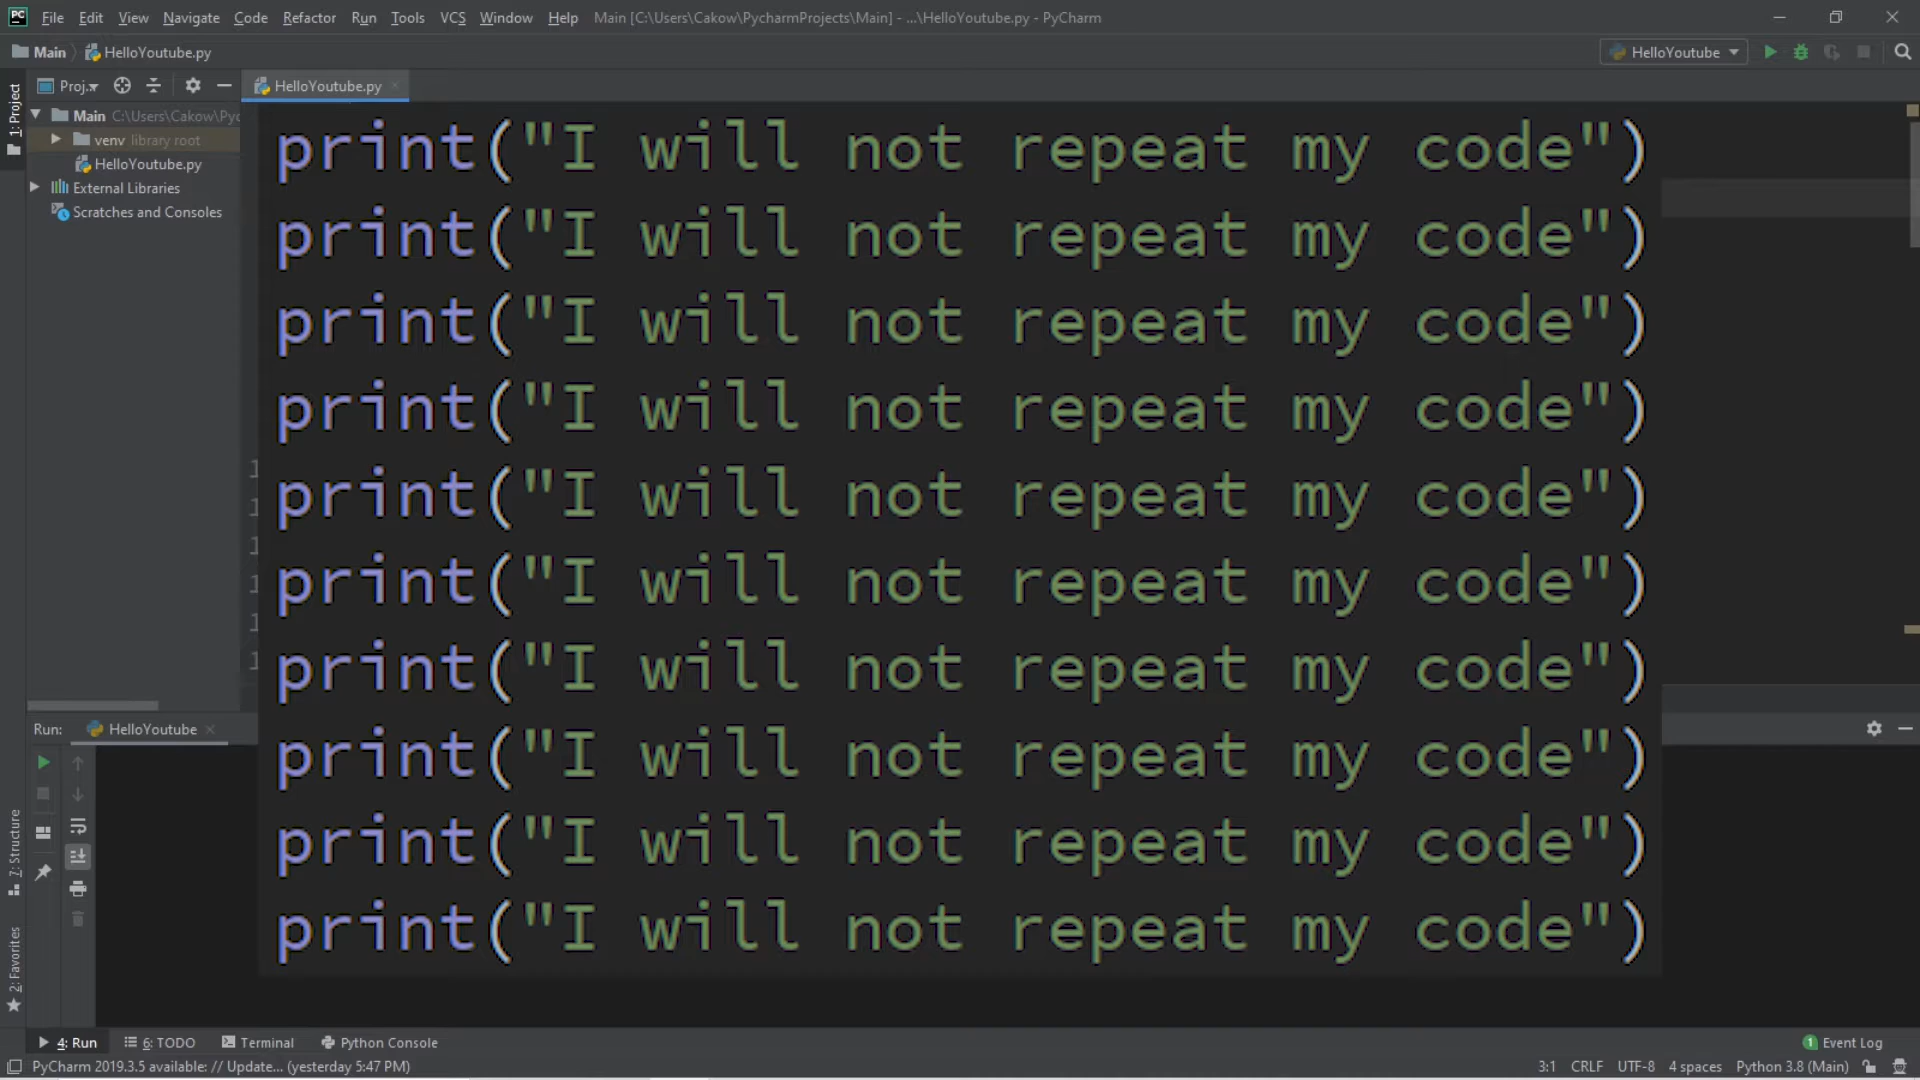 PC File Edit View Navigate Code Refactor Run Tools VCS Window Help Main [C:\Users\Cakow\PycharmProjects\Main] - ...\HelloYoutube.py - PyCharm
Main HelloYoutube.py HelloYoutube
1: Project Proj.. HelloYoutube.py
Main C:\Users\Cakow\Pyc
venv library root
HelloYoutube.py
External Libraries
Scratches and Consoles
print("I will not repeat my code")
print("I will not repeat my code")
print("I will not repeat my code")
print("I will not repeat my code")
print("I will not repeat my code")
print("I will not repeat my code")
print("I will not repeat my code")
print("I will not repeat my code")
print("I will not repeat my code")
print("I will not repeat my code")
Run: HelloYoutube
7: Structure
2: Favorites
4: Run 6: TODO Terminal Python Console 1 Event Log
PyCharm 2019.3.5 available: // Update... (yesterday 5:47 PM) 3:1 CRLF UTF-8 4 spaces Python 3.8 (Main)